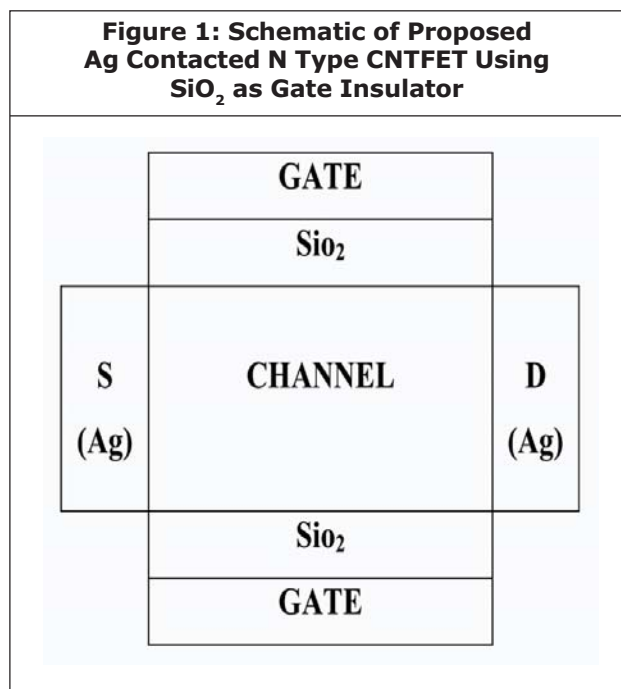 Figure 1: Schematic of Proposed
Ag Contacted N Type CNTFET Using
SiO₂ as Gate Insulator
GATE
Sio₂
S
(Ag)
CHANNEL
D
(Ag)
Sio₂
GATE